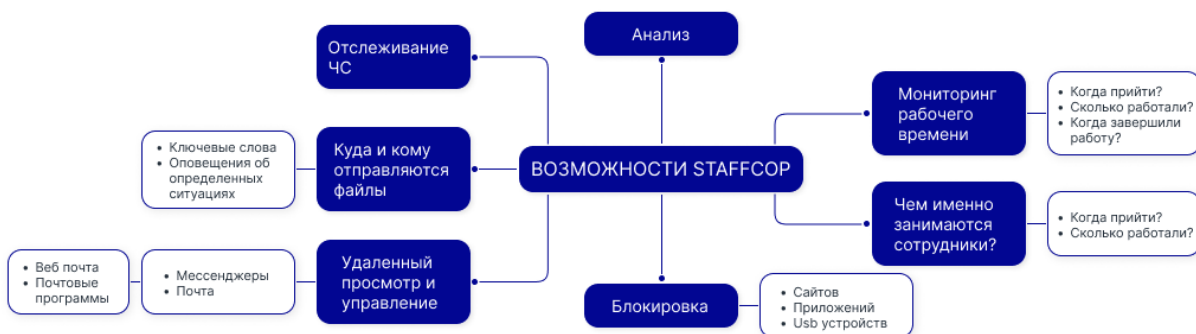 Отслеживание
ЧС
Анализ
Мониторинг
рабочего
времени
Когда прийти?
Сколько работали?
Когда завершили
работу?
Ключевые слова
Оповещения об
определенных
ситуациях
Куда и кому
отправляются
файлы
ВОЗМОЖНОСТИ STAFFCOP
Чем именно
занимаются
сотрудники?
Когда прийти?
Сколько работали?
Веб почта
Почтовые
программы
Мессенджеры
Почта
Удаленный
просмотр и
управление
Блокировка
Сайтов
Приложений
Usb устройств